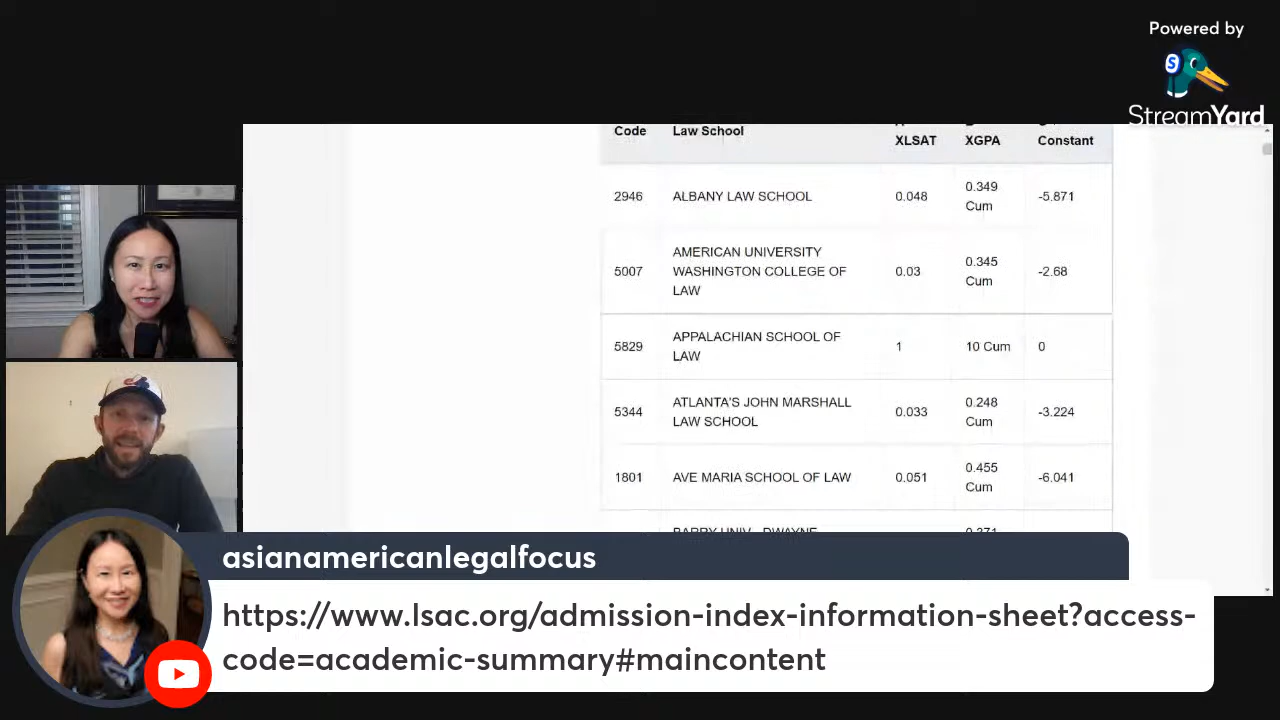 Powered by
StreamYard
Code
Law School
XLSAT
XGPA
Constant
2946
ALBANY LAW SCHOOL
0.048
0.349
Cum
-5.871
5007
AMERICAN UNIVERSITY
WASHINGTON COLLEGE OF
LAW
0.03
0.345
Cum
-2.68
5829
APPALACHIAN SCHOOL OF
LAW
1
10 Cum
0
5344
ATLANTA'S JOHN MARSHALL
LAW SCHOOL
0.033
0.248
Cum
-3.224
1801
AVE MARIA SCHOOL OF LAW
0.051
0.455
Cum
-6.041
asianamericanlegalfocus
https://www.lsac.org/admission-index-information-sheet?access-
code=academic-summary#maincontent